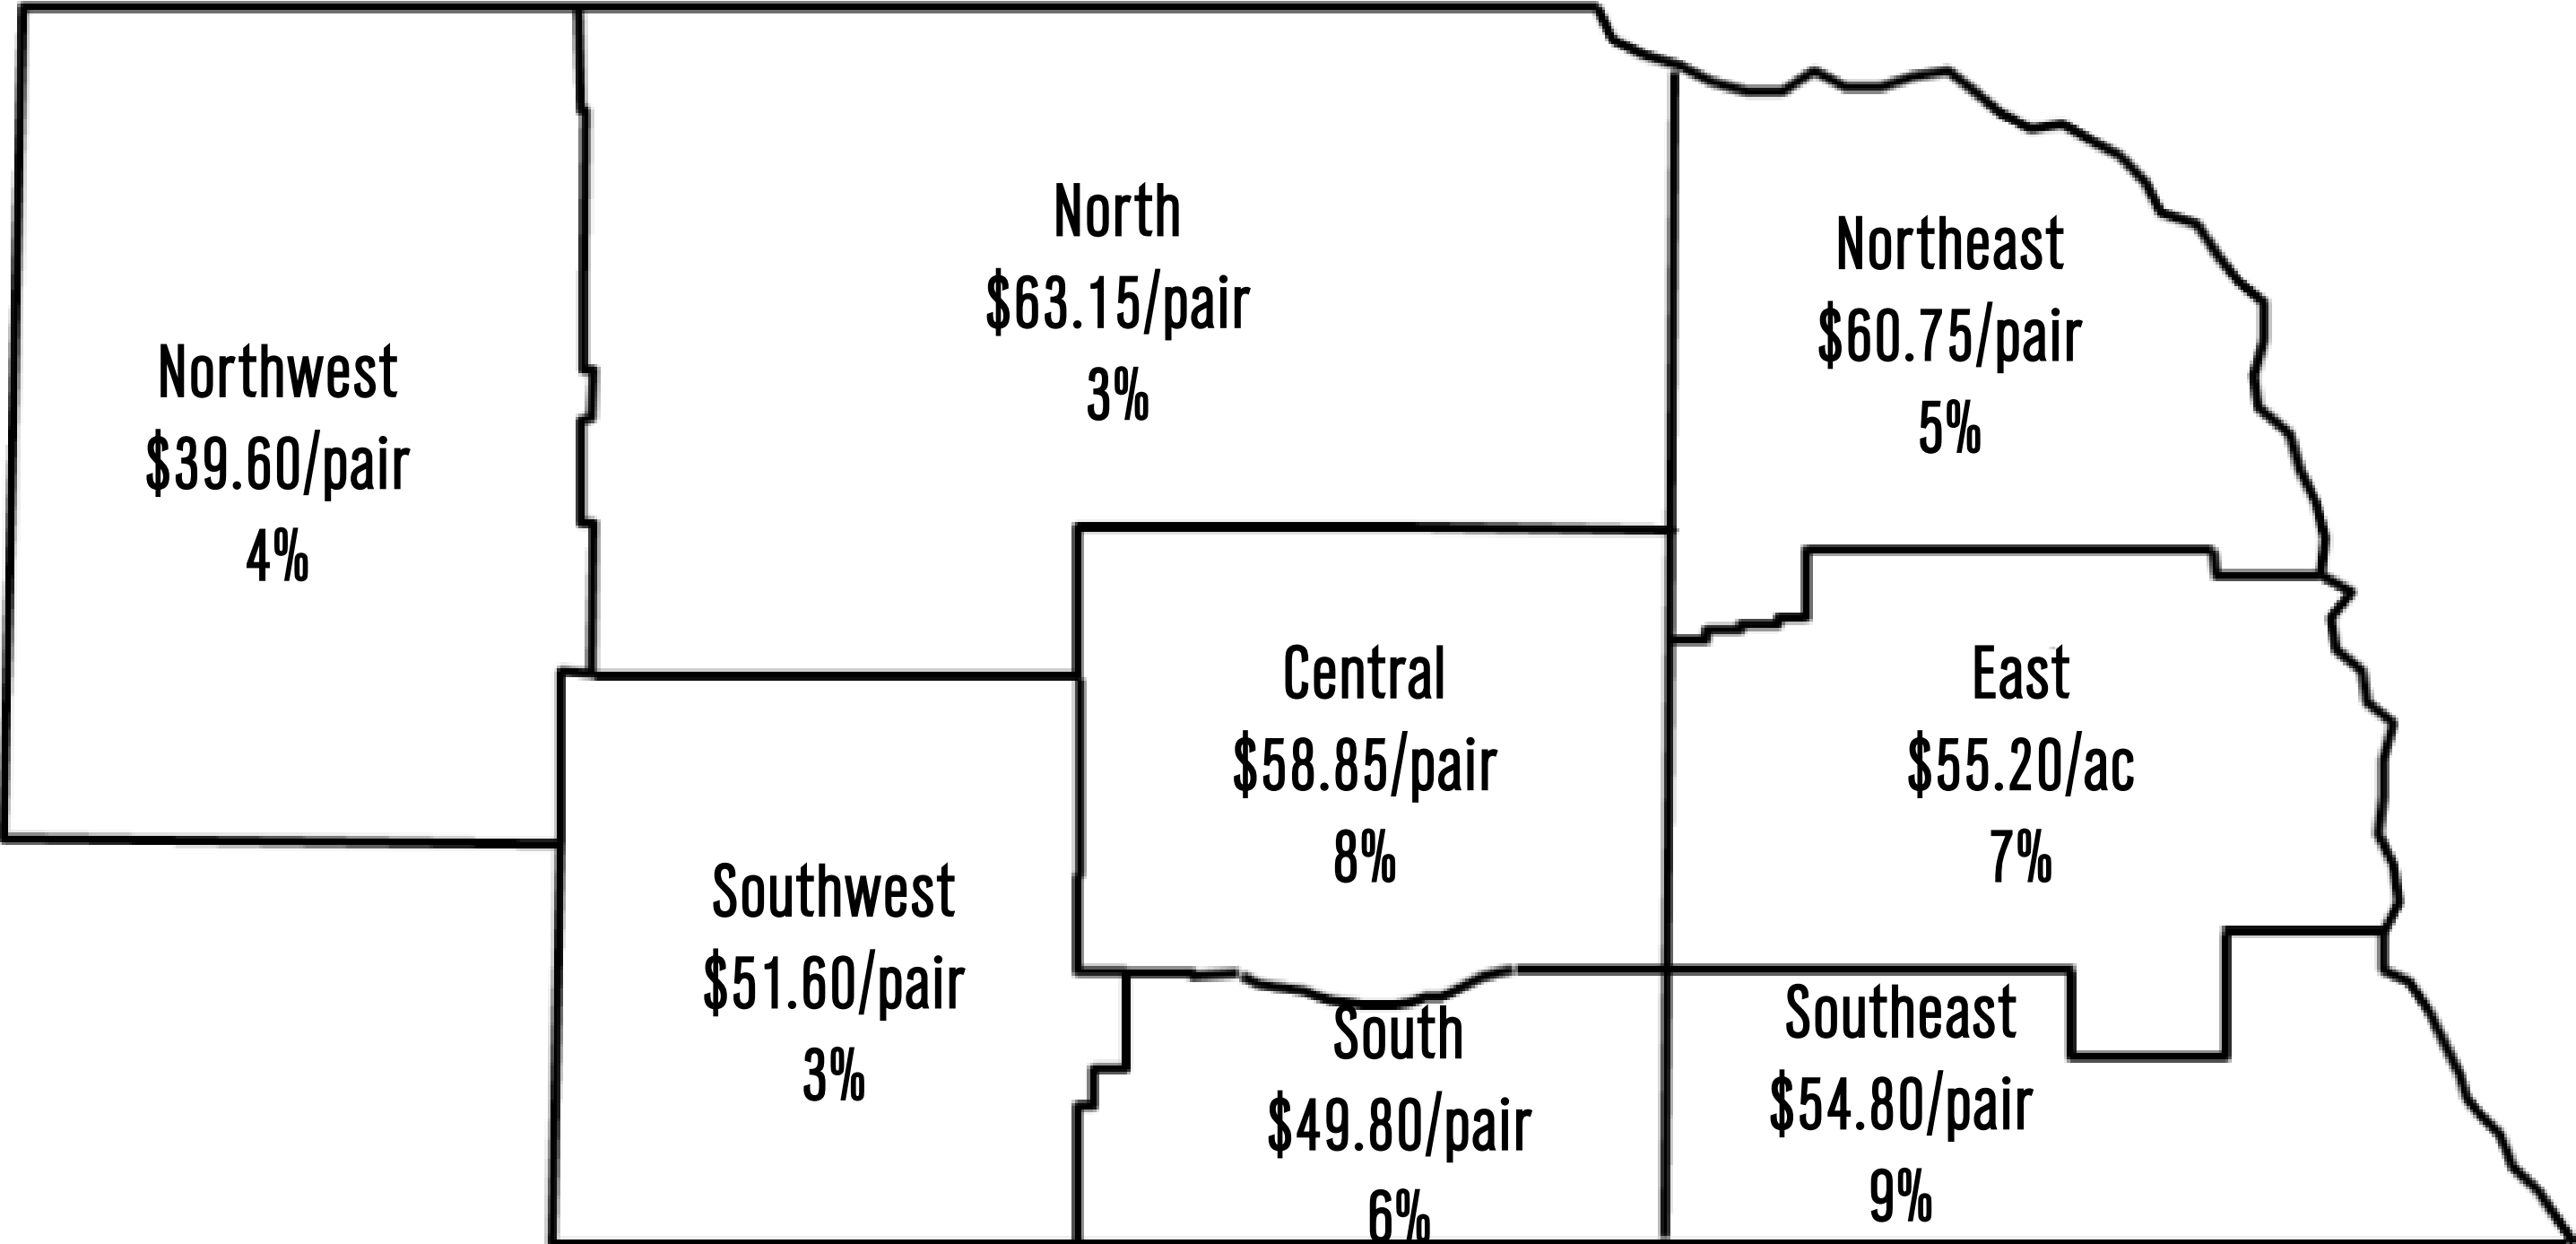 North
$63.15/pair
3%
Northeast
$60.75/pair
5%
Northwest
$39.60/pair
4%
Central
$58.85/pair
8%
East
$55.20/ac
7%
Southwest
$51.60/pair
3%
South
$49.80/pair
6%
Southeast
$54.80/pair
9%